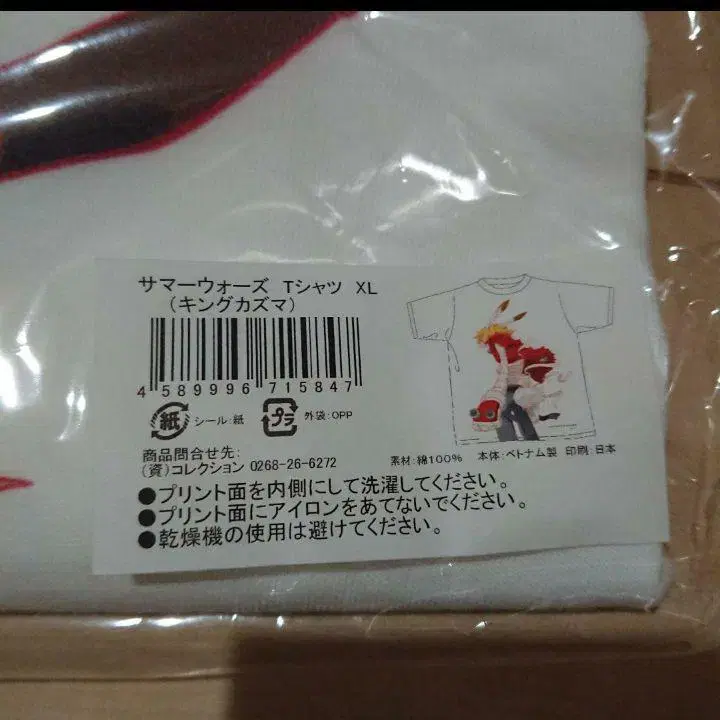 サマーウォーズ Tシャツ XL
（キングカズマ）
4 589996 715847
紙 シール:紙 プラ 外袋:OPP
商品問合せ先:
（資）コレクション 0268-26-6272
素材:綿100% 本体:ベトナム製 印刷:日本
●プリント面を内側にして洗濯してください。
●プリント面にアイロンをあてないでください。
●乾燥機の使用は避けてください。